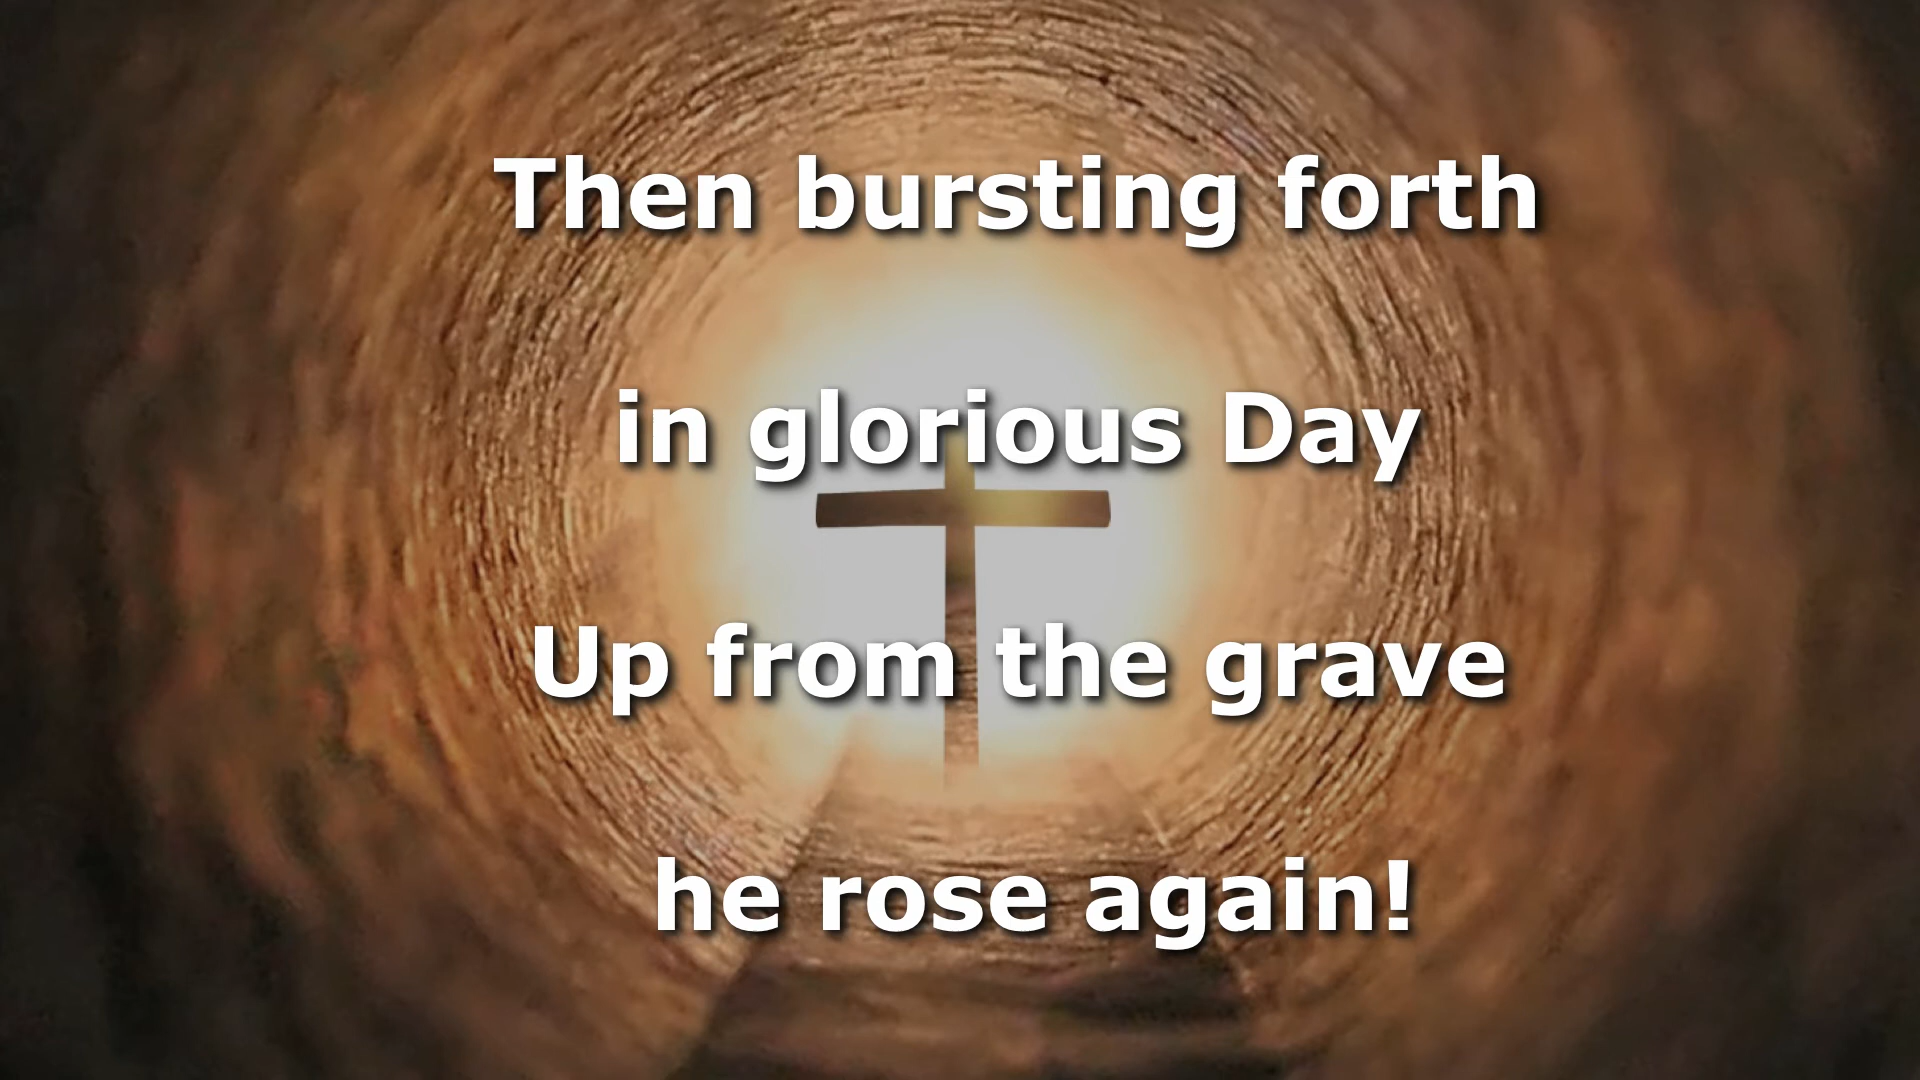 Then bursting forth
in glorious Day
Up from the grave
he rose again!